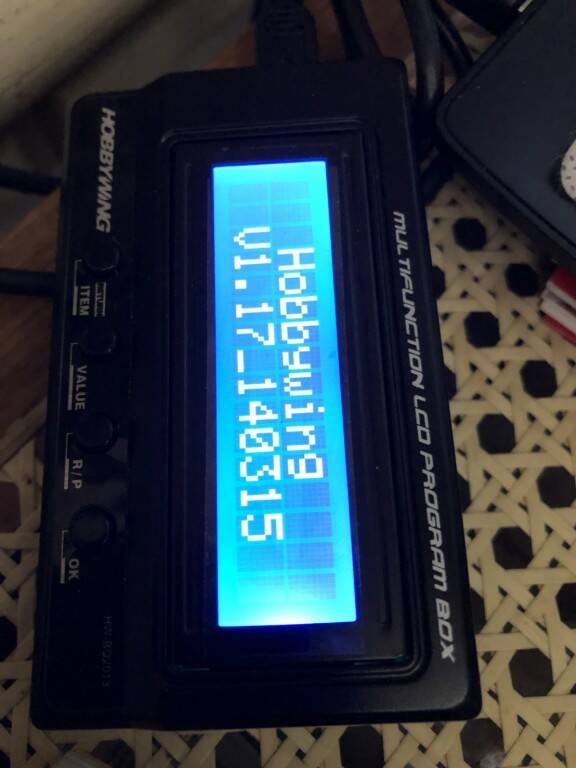 MULTIFUNCTION LCD PROGRAM BOX
Hobbywing
V1.17_140315
HOBBYWING
ITEM
VALUE
R/P
OK